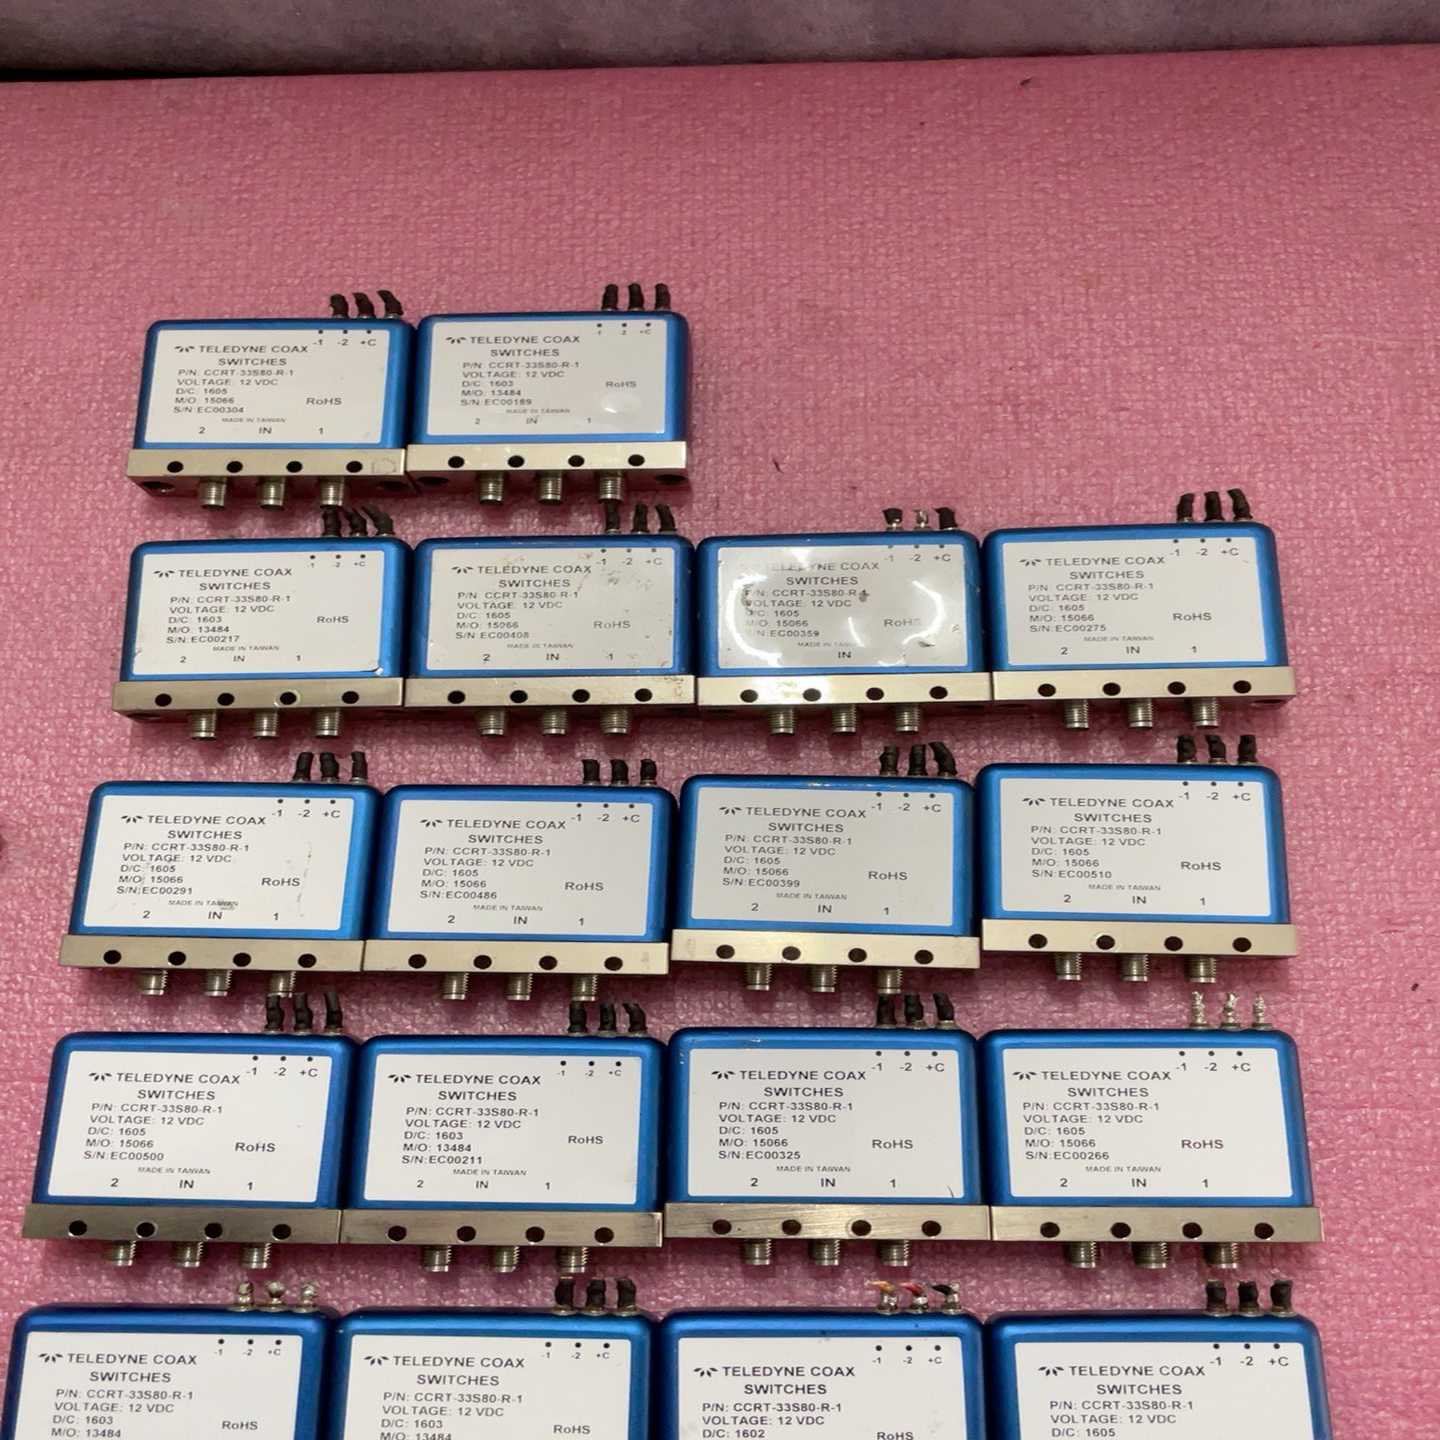 -1 -2 +C
TELEDYNE COAX
SWITCHES
P/N: CCRT-33S80-R-1
VOLTAGE: 12 VDC
D/C: 1605
M/O: 15066
S/N:EC00304
RoHS
MADE IN TAIWAN
2 IN 1
-1 -2 +C
TELEDYNE COAX
SWITCHES
P/N: CCRT-33S80-R-1
VOLTAGE: 12 VDC
D/C: 1603
M/O: 13484
S/N:EC00189
RoHS
MADE IN TAIWAN
2 IN 1
-1 -2 +C
TELEDYNE COAX
SWITCHES
P/N: CCRT-33S80-R-1
VOLTAGE: 12 VDC
D/C: 1603
M/O: 13484
S/N:EC00217
RoHS
MADE IN TAIWAN
2 IN 1
-1 -2 +C
TELEDYNE COAX
SWITCHES
P/N: CCRT-33S80-R-1
VOLTAGE: 12 VDC
D/C: 1605
M/O: 15066
S/N:EC00408
RoHS
MADE IN TAIWAN
2 IN 1
-1 -2 +C
TELEDYNE COAX
SWITCHES
P/N: CCRT-33S80-R-1
VOLTAGE: 12 VDC
D/C: 1605
M/O: 15066
S/N:EC00359
RoHS
MADE IN
IN
-1 -2 +C
TELEDYNE COAX
SWITCHES
P/N: CCRT-33S80-R-1
VOLTAGE: 12 VDC
D/C: 1605
M/O: 15066
S/N:EC00275
RoHS
MADE IN TAIWAN
2 IN 1
-1 -2 +C
TELEDYNE COAX
SWITCHES
P/N: CCRT-33S80-R-1
VOLTAGE: 12 VDC
D/C: 1605
M/O: 15066
S/N:EC00291
RoHS
MADE IN TAIWAN
2 IN 1
-1 -2 +C
TELEDYNE COAX
SWITCHES
P/N: CCRT-33S80-R-1
VOLTAGE: 12 VDC
D/C: 1605
M/O: 15066
S/N:EC00486
RoHS
MADE IN TAIWAN
2 IN 1
-1 -2 +C
TELEDYNE COAX
SWITCHES
P/N: CCRT-33S80-R-1
VOLTAGE: 12 VDC
D/C: 1605
M/O: 15066
S/N:EC00399
RoHS
MADE IN TAIWAN
2 IN 1
-1 -2 +C
TELEDYNE COAX
SWITCHES
P/N: CCRT-33S80-R-1
VOLTAGE: 12 VDC
D/C: 1605
M/O: 15066
S/N:EC00510
RoHS
MADE IN TAIWAN
2 IN 1
-1 -2 +C
TELEDYNE COAX
SWITCHES
P/N: CCRT-33S80-R-1
VOLTAGE: 12 VDC
D/C: 1605
M/O: 15066
S/N:EC00500
RoHS
MADE IN TAIWAN
2 IN 1
-1 -2 +C
TELEDYNE COAX
SWITCHES
P/N: CCRT-33S80-R-1
VOLTAGE: 12 VDC
D/C: 1603
M/O: 13484
S/N:EC00211
RoHS
MADE IN TAIWAN
2 IN 1
-1 -2 +C
TELEDYNE COAX
SWITCHES
P/N: CCRT-33S80-R-1
VOLTAGE: 12 VDC
D/C: 1605
M/O: 15066
S/N:EC00325
RoHS
MADE IN TAIWAN
2 IN 1
-1 -2 +C
TELEDYNE COAX
SWITCHES
P/N: CCRT-33S80-R-1
VOLTAGE: 12 VDC
D/C: 1605
M/O: 15066
S/N:EC00266
RoHS
MADE IN TAIWAN
2 IN 1
-1 -2 +C
TELEDYNE COAX
SWITCHES
P/N: CCRT-33S80-R-1
VOLTAGE: 12 VDC
D/C: 1603
M/O: 13484
RoHS
-1 -2 +C
TELEDYNE COAX
SWITCHES
P/N: CCRT-33S80-R-1
VOLTAGE: 12 VDC
D/C: 1603
M/O: 13484
RoHS
-1 -2 +C
TELEDYNE COAX
SWITCHES
P/N: CCRT-33S80-R-1
VOLTAGE: 12 VDC
D/C: 1602
RoHS
-1 -2 +C
TELEDYNE COAX
SWITCHES
P/N: CCRT-33S80-R-1
VOLTAGE: 12 VDC
D/C: 1605